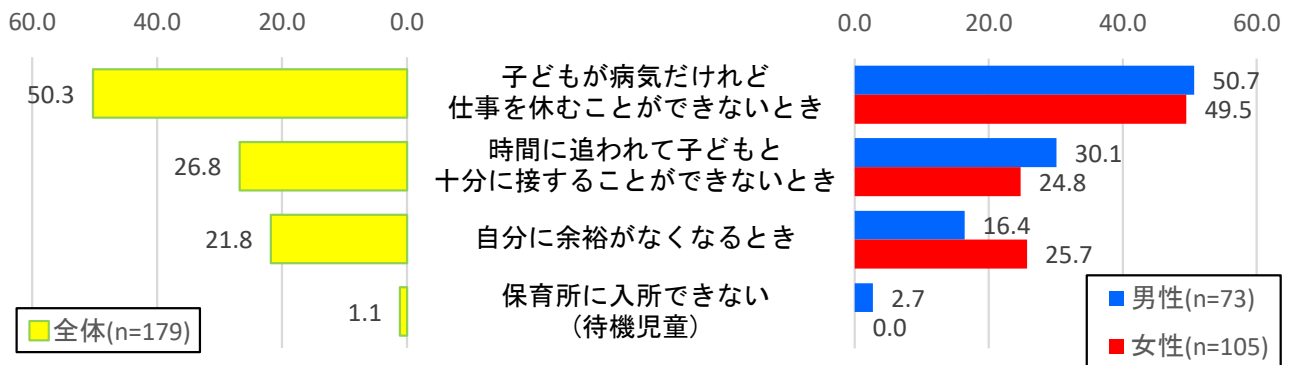 60.0 40.0 20.0 0.0
0.0 20.0 40.0 60.0
50.3
子どもが病気だけれど
仕事を休むことができないとき
50.7
49.5
26.8
時間に追われて子どもと
十分に接することができないとき
30.1
24.8
21.8
自分に余裕がなくなるとき
16.4
25.7
1.1
保育所に入所できない
（待機児童）
2.7
0.0
全体(n=179)
男性(n=73)
女性(n=105)